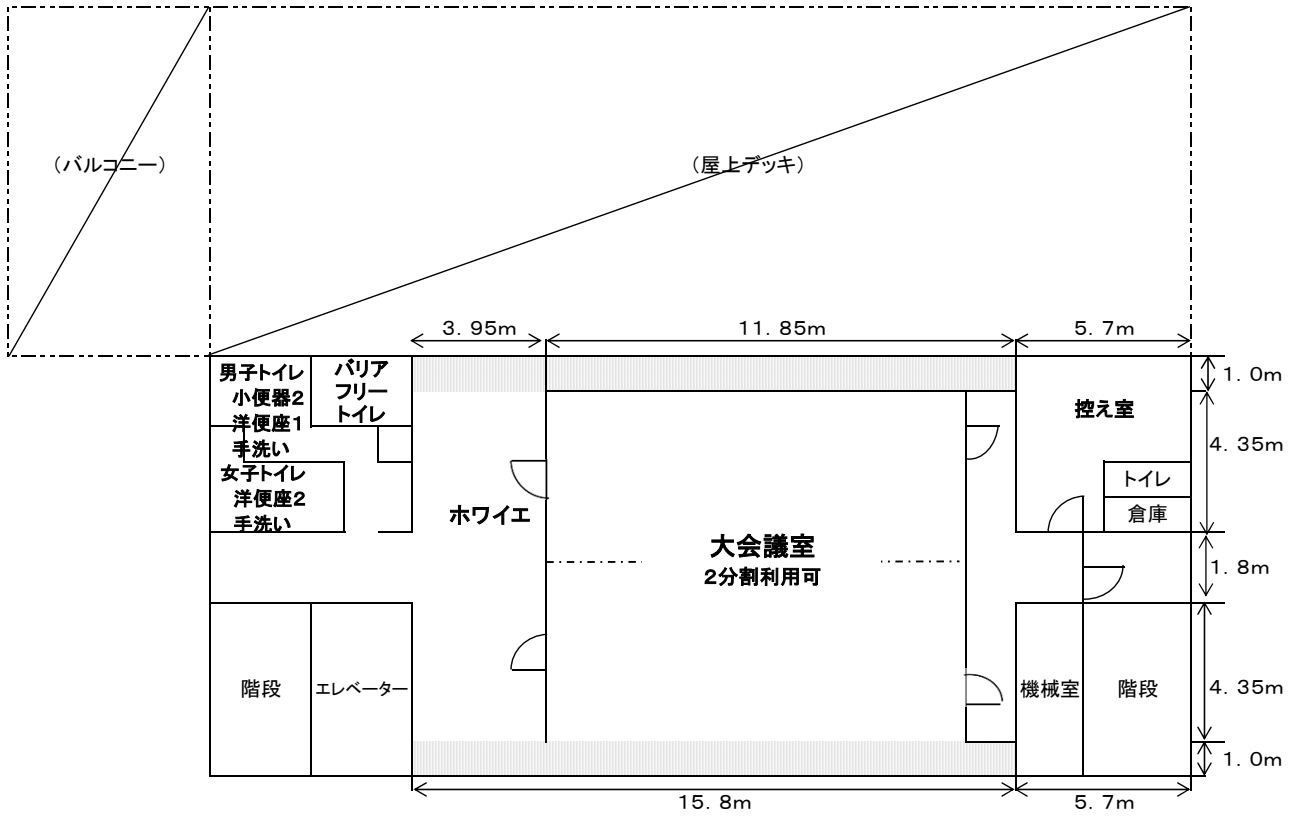 (バルコニー)
(屋上デッキ)
3.95m
11.85m
5.7m
1.0m
男子トイレ
小便器2
洋便座1
手洗い
バリア
フリー
トイレ
控え室
4.35m
女子トイレ
洋便座2
手洗い
トイレ
倉庫
ホワイエ
大会議室
2分割利用可
1.8m
階段
エレベーター
機械室
階段
4.35m
1.0m
15.8m
5.7m